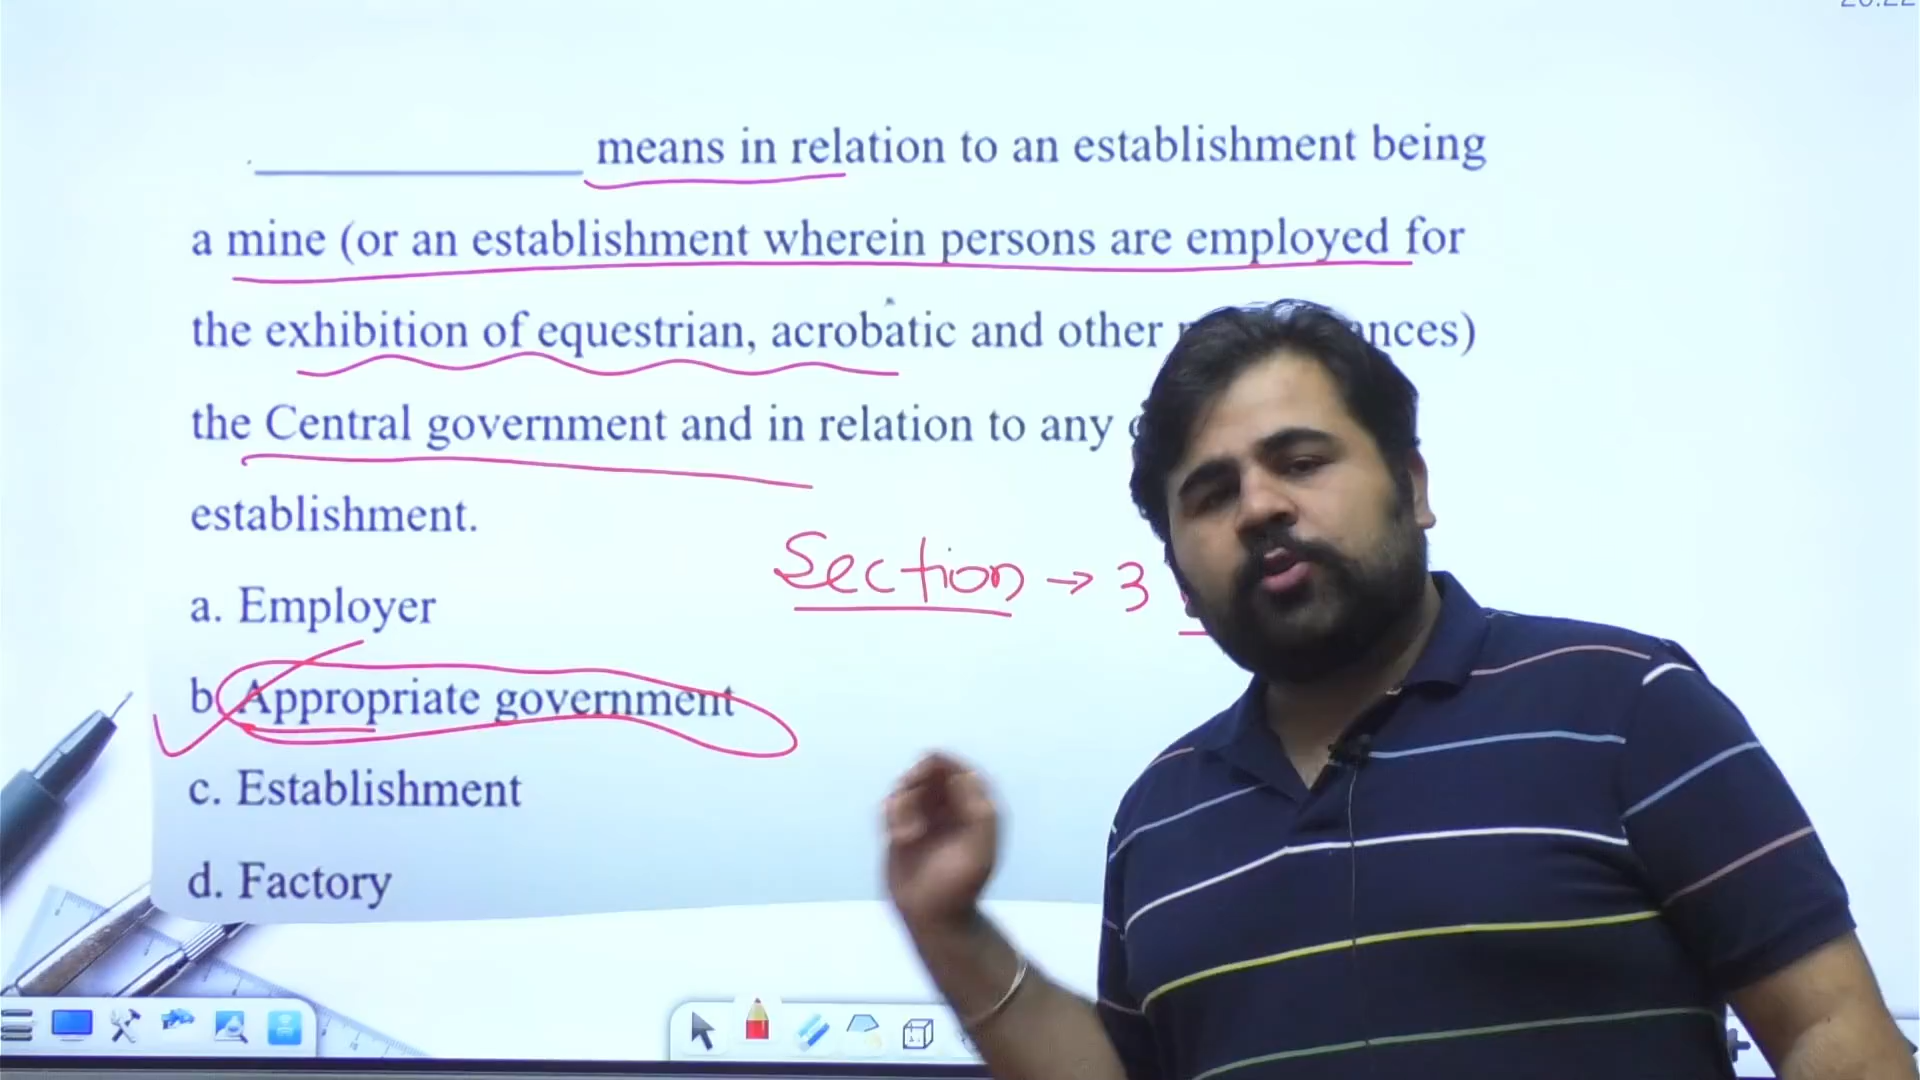 means in relation to an establishment being
a mine (or an establishment wherein persons are employed for
the exhibition of equestrian, acrobatic and other
the Central government and in relation to any
establishment.
Section → 3
a. Employer
b. Appropriate government
c. Establishment
d. Factory